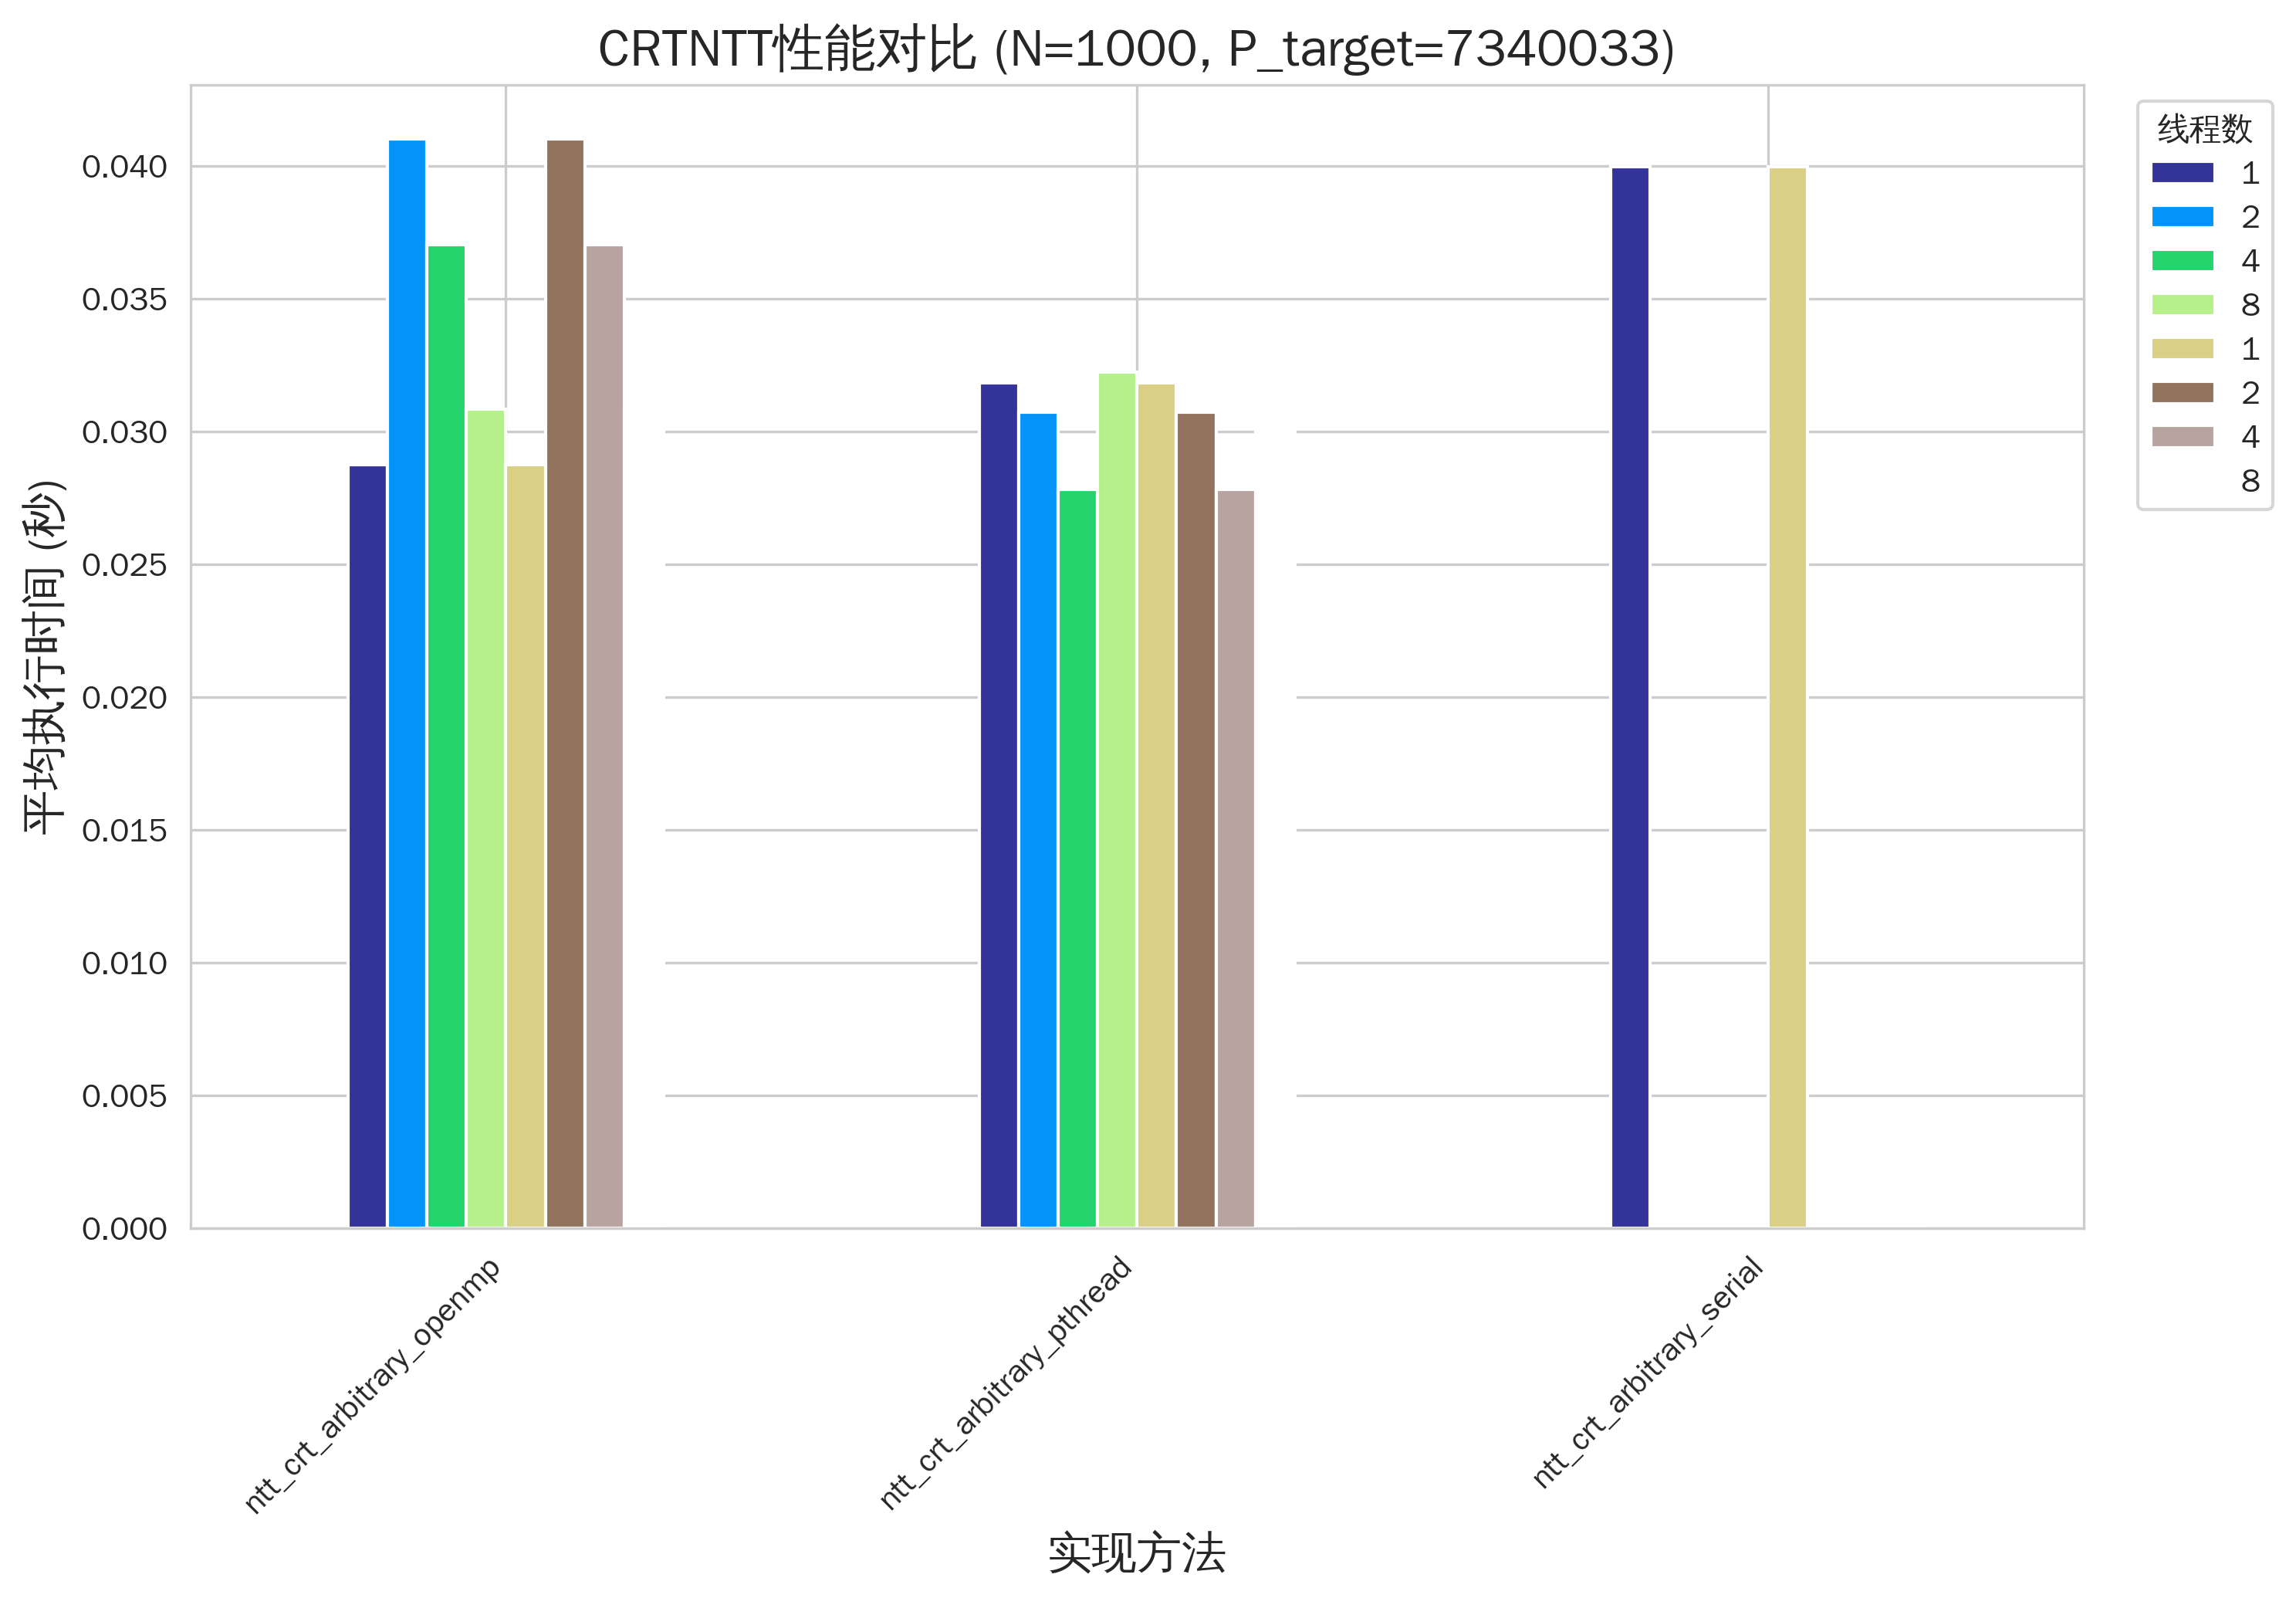 CRTNTT性能对比 (N=1000, P_target=7340033)
平均执行时间 (秒)
0.040
0.035
0.030
0.025
0.020
0.015
0.010
0.005
0.000
线程数
1
2
4
8
1
2
4
8
ntt_crt_arbitrary_openmp
ntt_crt_arbitrary_pthread
ntt_crt_arbitrary_serial
实现方法